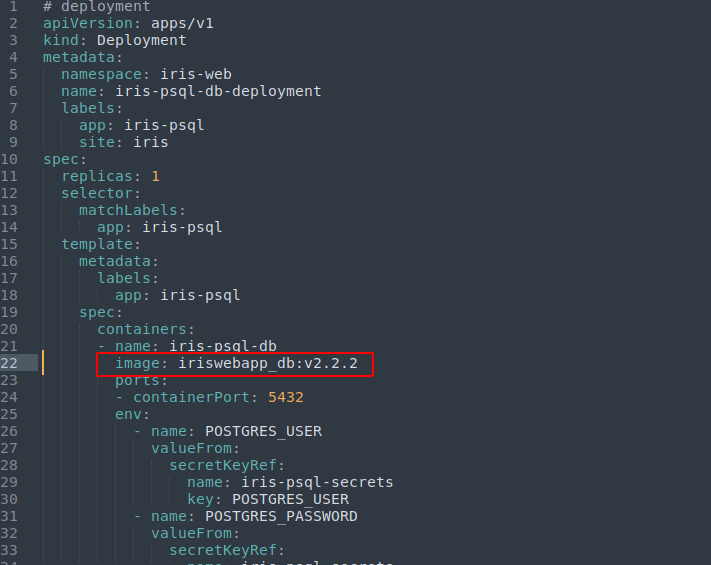 1 # deployment
2 apiVersion: apps/v1
3 kind: Deployment
4 metadata:
5   namespace: iris-web
6   name: iris-psql-db-deployment
7   labels:
8     app: iris-psql
9     site: iris
10 spec:
11   replicas: 1
12   selector:
13     matchLabels:
14       app: iris-psql
15   template:
16     metadata:
17       labels:
18         app: iris-psql
19     spec:
20       containers:
21       - name: iris-psql-db
22         image: iriswebapp_db:v2.2.2
23         ports:
24         - containerPort: 5432
25         env:
26           - name: POSTGRES_USER
27             valueFrom:
28               secretKeyRef:
29                 name: iris-psql-secrets
30                 key: POSTGRES_USER
31           - name: POSTGRES_PASSWORD
32             valueFrom:
33               secretKeyRef:
34                 name: iris-psql-secrets